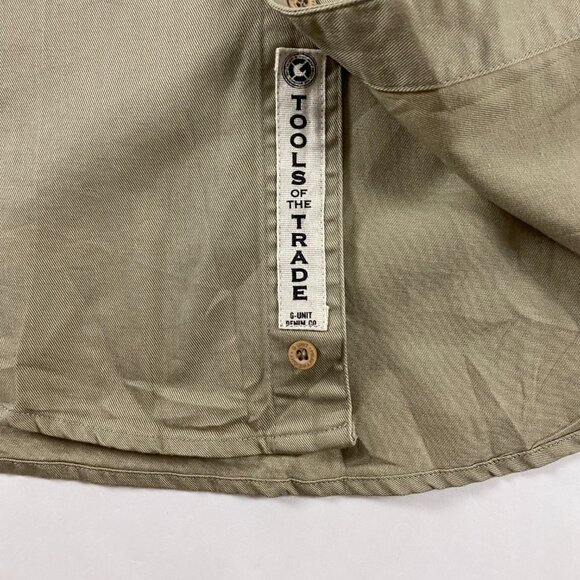 TOOLS
OF
THE
TRADE
G-UNIT
DENIM CO.